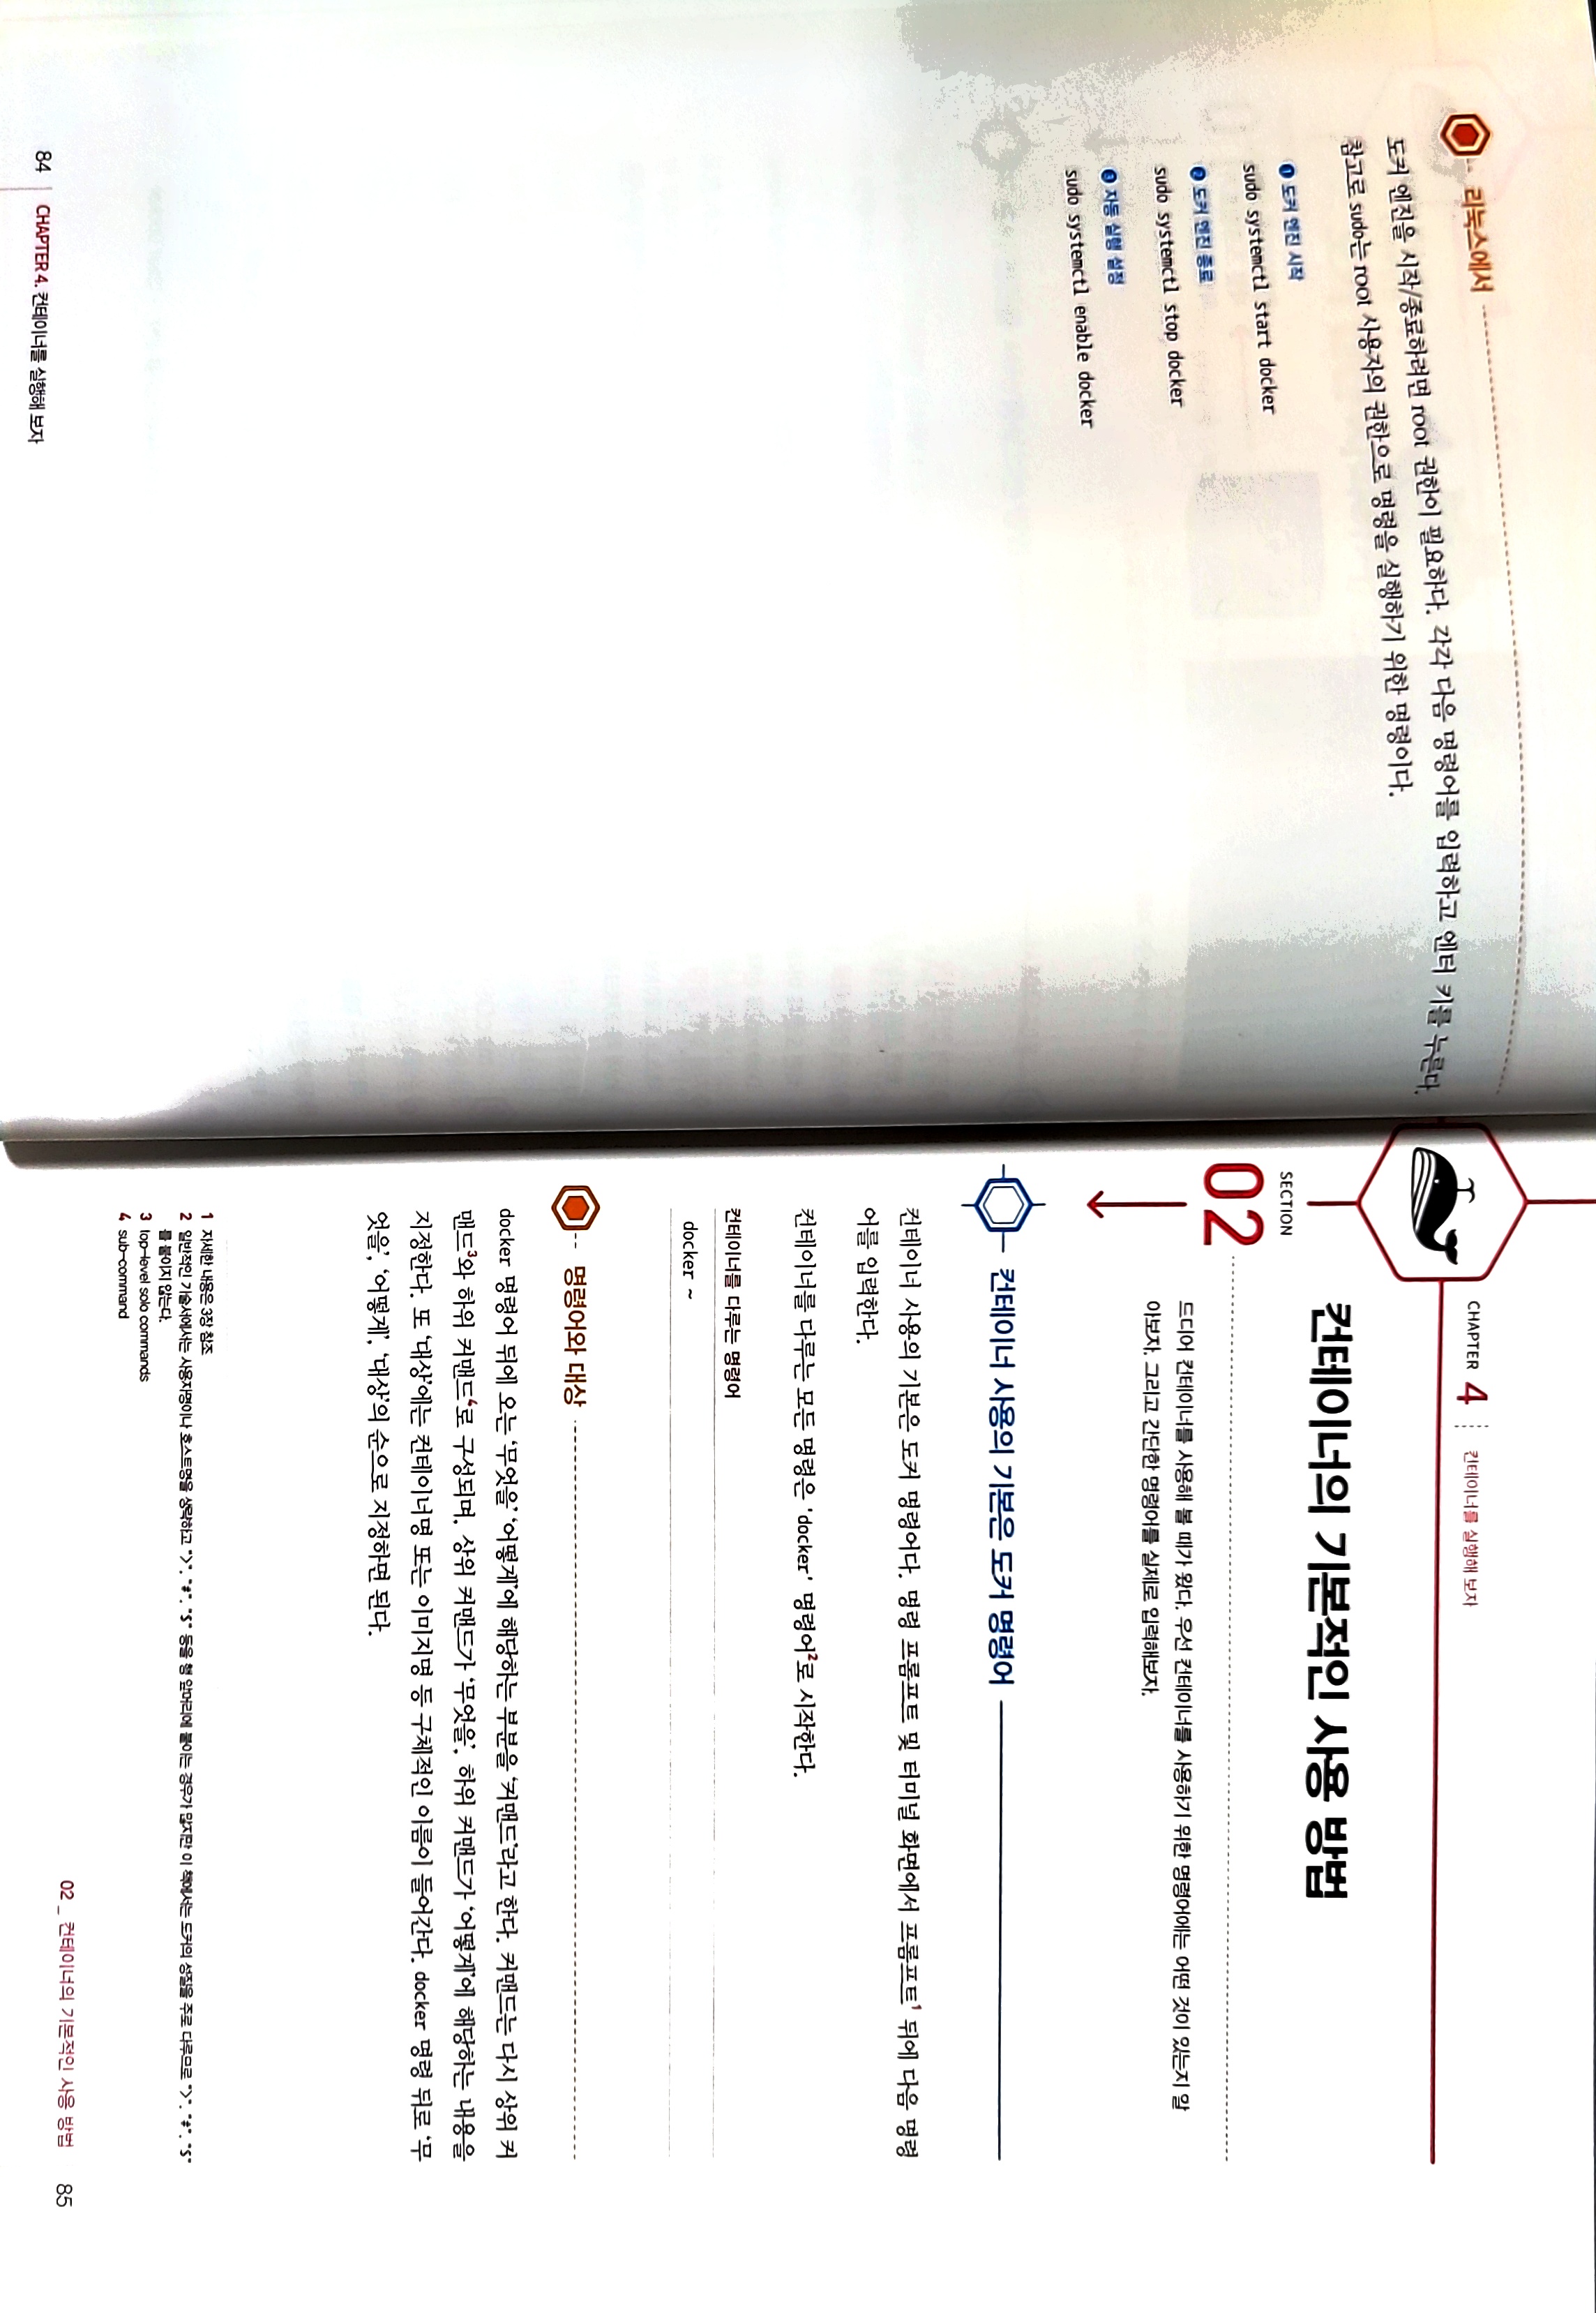 리눅스에서
도커 엔진을 시작/종료하려면 root 권한이 필요하다. 각각 다음 명령어를 입력하고 엔터 키를 누른다.
참고로 sudo는 root 사용자의 권한으로 명령을 실행하기 위한 명령이다.
❶ 도커 엔진 시작
sudo systemctl start docker
❷ 도커 엔진 종료
sudo systemctl stop docker
❸ 자동 실행 설정
sudo systemctl enable docker
84 CHAPTER 4. 컨테이너를 실행해 보자
CHAPTER 4 컨테이너를 실행해 보자
컨테이너의 기본적인 사용 방법
SECTION
02
드디어 컨테이너를 사용해 볼 때가 왔다. 우선 컨테이너를 사용하기 위한 명령어에는 어떤 것이 있는지 알
아보자. 그리고 간단한 명령어를 실제로 입력해보자.
컨테이너 사용의 기본은 도커 명령어
컨테이너 사용의 기본은 도커 명령어다. 명령 프롬프트 및 터미널 화면에서 프롬프트1 뒤에 다음 명령
어를 입력한다.
컨테이너를 다루는 모든 명령은 'docker' 명령어2로 시작한다.
컨테이너를 다루는 명령어
docker ~
명령어와 대상
docker 명령어 뒤에 오는 ‘무엇을’ ‘어떻게’에 해당하는 부분을 ‘커맨드’라고 한다. 커맨드는 다시 상위 커
맨드3와 하위 커맨드4로 구성되며, 상위 커맨드가 ‘무엇을’, 하위 커맨드가 ‘어떻게’에 해당하는 내용을
지정한다. 또 ‘대상’에는 컨테이너명 또는 이미지명 등 구체적인 이름이 들어간다. docker 명령 뒤로 ‘무
엇을’, ‘어떻게’, ‘대상’의 순으로 지정하면 된다.
1 자세한 내용은 3장 참조
2 일반적인 기술서에서는 사용자명이나 호스트명을 생략하고 ">", "#", "$" 등을 행 앞머리에 붙이는 경우가 많지만 이 책에서는 도커의 성질을 주로 다루므로 ">", "#", "$"
를 붙이지 않는다.
3 top-level solo commands
4 sub-command
02 _ 컨테이너의 기본적인 사용 방법 85